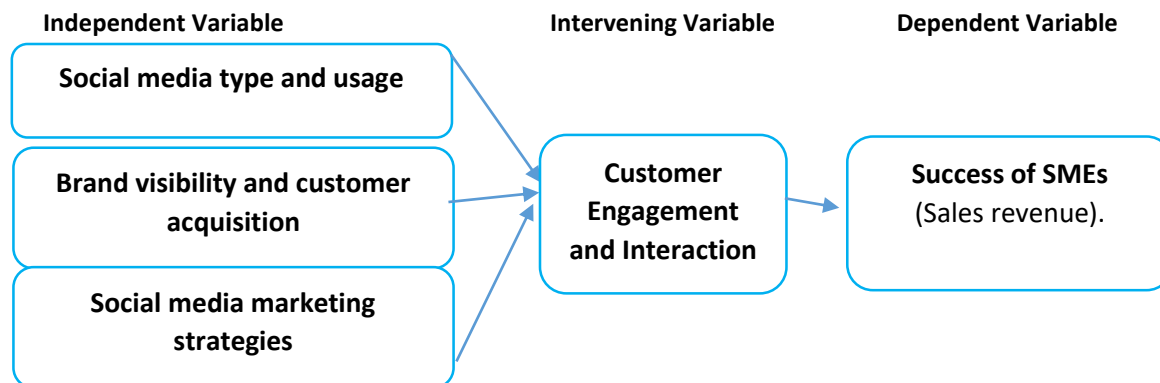 Independent Variable
Intervening Variable
Dependent Variable
Social media type and usage
Brand visibility and customer
acquisition
Social media marketing
strategies
Customer
Engagement
and Interaction
Success of SMEs
(Sales revenue).